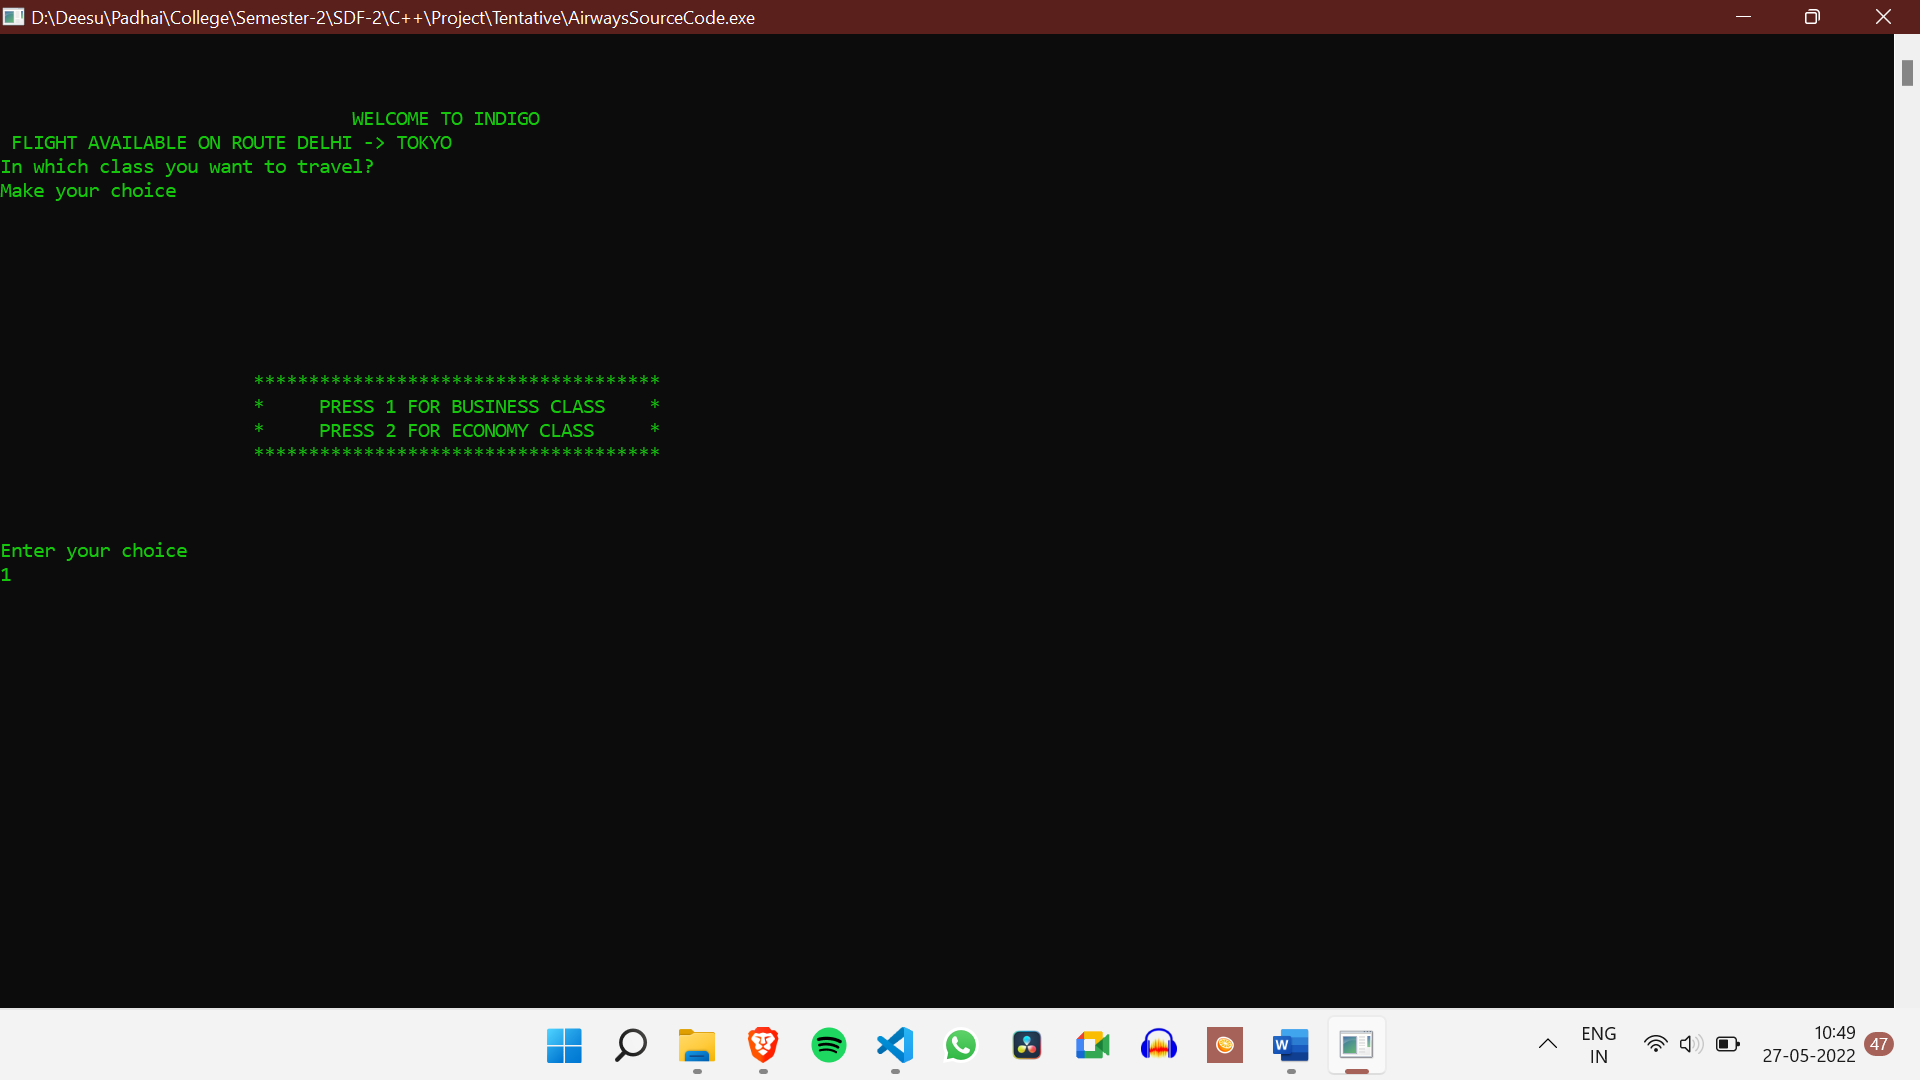 D:\Deesu\Padhai\College\Semester-2\SDF-2\C++\Project\Tentative\AirwaysSourceCode.exe
WELCOME TO INDIGO
FLIGHT AVAILABLE ON ROUTE DELHI -> TOKYO
In which class you want to travel?
Make your choice
*************************************
* PRESS 1 FOR BUSINESS CLASS *
* PRESS 2 FOR ECONOMY CLASS *
*************************************
Enter your choice
1
W
ENG
IN
10:49
27-05-2022
47